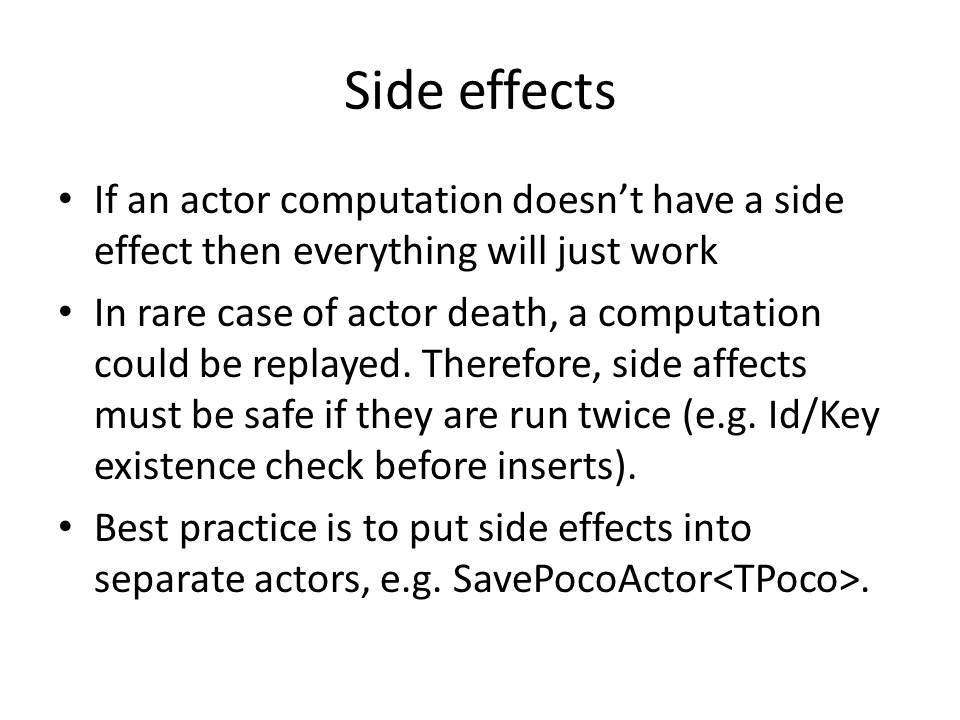 Side effects
• If an actor computation doesn’t have a side
effect then everything will just work
• In rare case of actor death, a computation
could be replayed. Therefore, side affects
must be safe if they are run twice (e.g. Id/Key
existence check before inserts).
• Best practice is to put side effects into
separate actors, e.g. SavePocoActor<TPoco>.